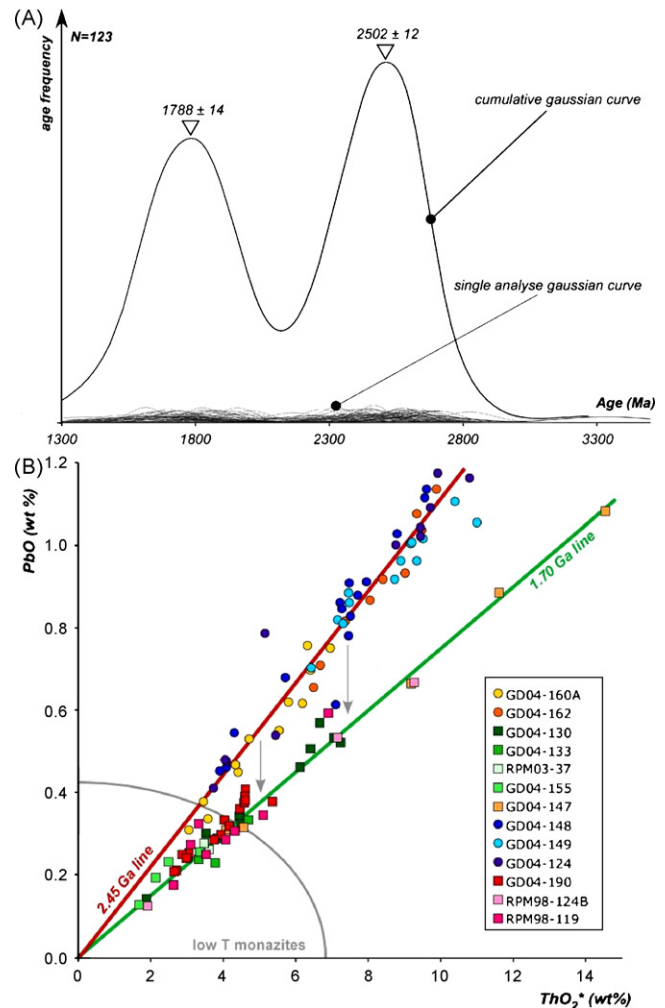 (A)
N=123
age frequency
1788 ± 14
2502 ± 12
cumulative gaussian curve
single analyse gaussian curve
Age (Ma)
1300 1800 2300 2800 3300
(B)
PbO (wt %)
1.2
1.0
0.8
0.6
0.4
0.2
0.0
2.45 Ga line
1.70 Ga line
low T monazites
GD04-160A
GD04-162
GD04-130
GD04-133
RPM03-37
GD04-155
GD04-147
GD04-148
GD04-149
GD04-124
GD04-190
RPM98-124B
RPM98-119
0 2 4 6 8 10 12 14
ThO2* (wt%)